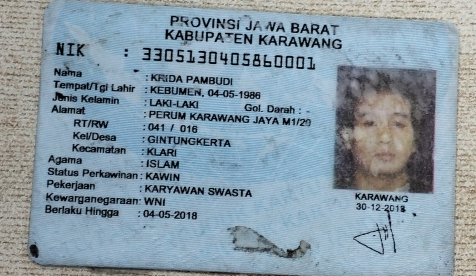 PROVINSI JAWA BARAT
KABUPATEN KARAWANG
NIK : 3305130405860001
Nama : KRIDA PAMBUDI
Tempat/Tgl Lahir : KEBUMEN, 04-05-1986
Jenis Kelamin : LAKI-LAKI Gol. Darah : -
Alamat : PERUM KARAWANG JAYA M1/29
RT/RW : 041 / 016
Kel/Desa : GINTUNGKERTA
Kecamatan : KLARI
Agama : ISLAM
Status Perkawinan : KAWIN
Pekerjaan : KARYAWAN SWASTA
Kewarganegaraan : WNI
Berlaku Hingga : 04-05-2018
KARAWANG
30-12-2013